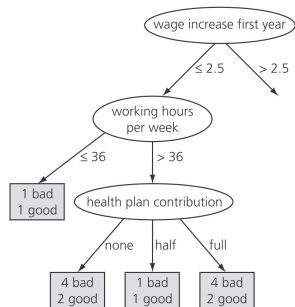 wage increase first year
≤ 2.5
> 2.5
working hours
per week
≤ 36
> 36
1 bad
1 good
health plan contribution
none
half
full
4 bad
2 good
1 bad
1 good
4 bad
2 good